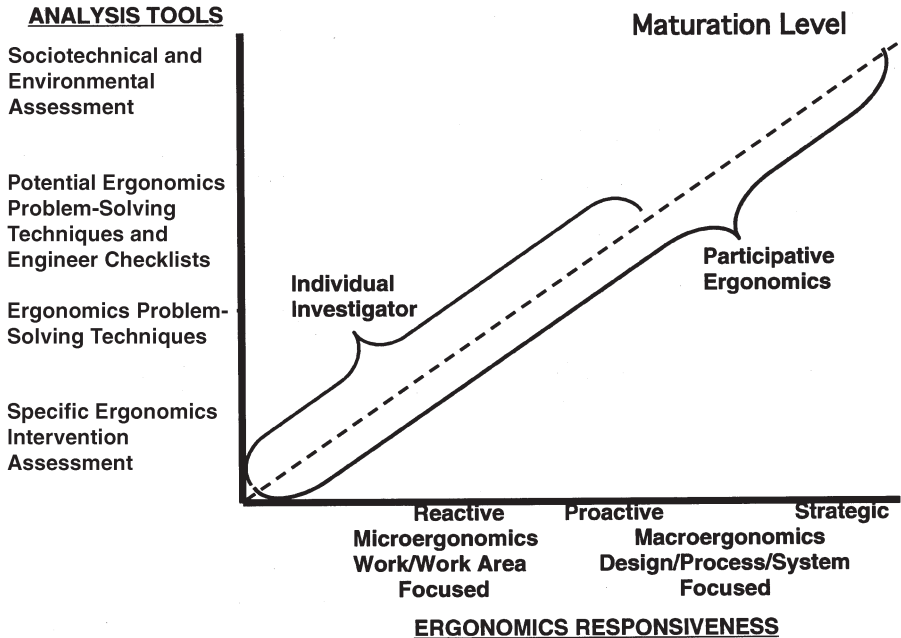 ANALYSIS TOOLS
Maturation Level
Sociotechnical and
Environmental
Assessment
Potential Ergonomics
Problem-Solving
Techniques and
Engineer Checklists
Ergonomics Problem-
Solving Techniques
Specific Ergonomics
Intervention
Assessment
Individual
Investigator
Participative
Ergonomics
Reactive
Proactive
Strategic
Microergonomics
Work/Work Area
Focused
Macroergonomics
Design/Process/System
Focused
ERGONOMICS RESPONSIVENESS